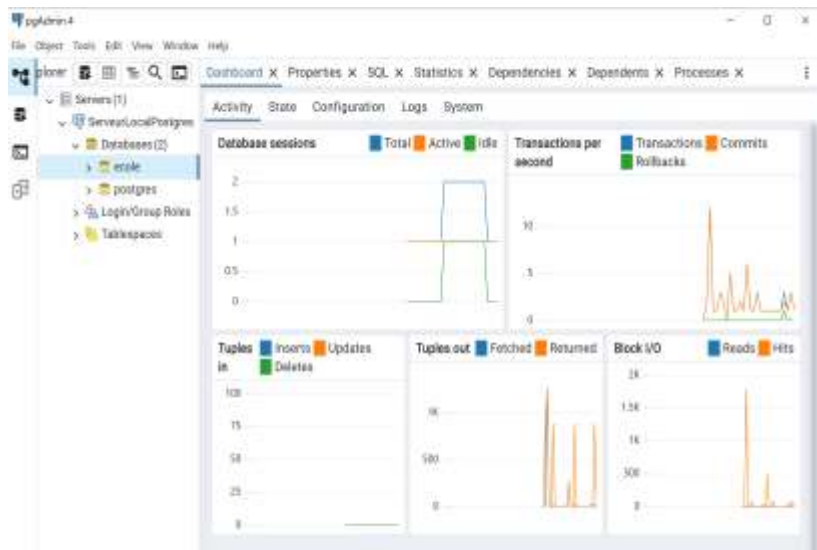 pgAdmin 4
File Object Tools Edit View Window Help
plorer
Dashboard Properties SQL Statistics Dependencies Dependents Processes
Servers (1)
Activity State Configuration Logs System
ServeurLocalPostgres
Databases (2)
ecole
postgres
Login/Group Roles
Tablespaces
Database sessions Total Active Idle
2
1.5
1
0.5
0
Transactions per second Transactions Commits Rollbacks
10
5
0
Tuples in Inserts Updates Deletes
100
75
50
25
0
Tuples out Fetched Returned
1K
500
0
Block I/O Reads Hits
2K
1.5K
1K
500
0